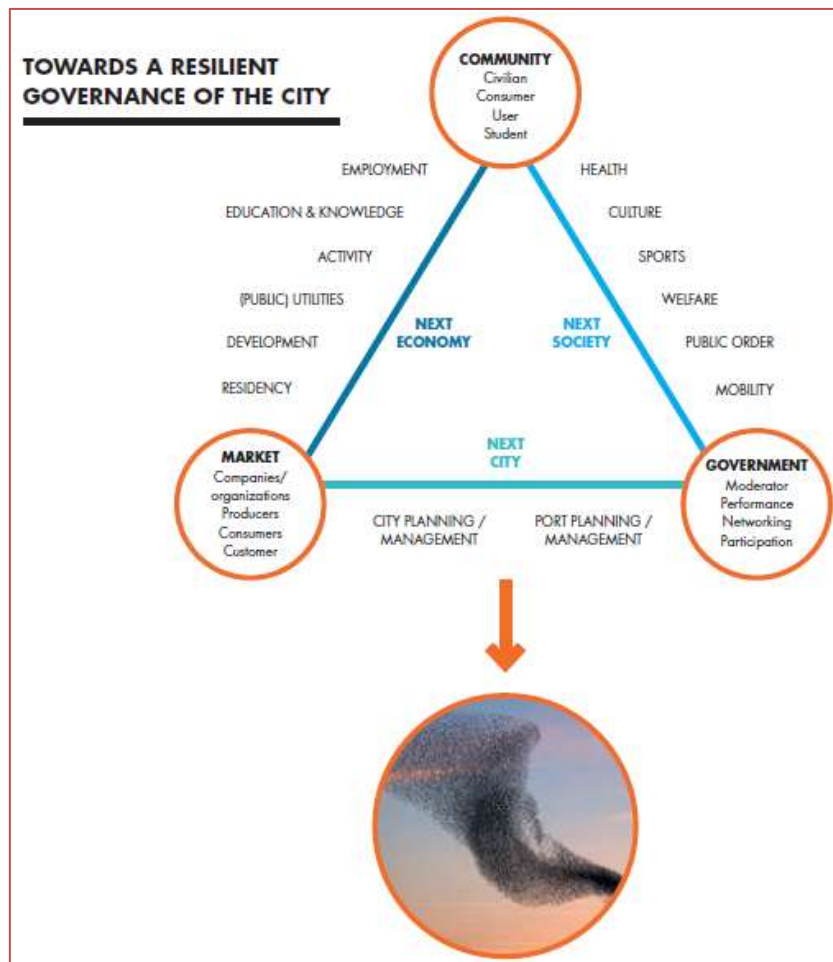 TOWARDS A RESILIENT
GOVERNANCE OF THE CITY
COMMUNITY
Civilian
Consumer
User
Student
EMPLOYMENT
EDUCATION & KNOWLEDGE
ACTIVITY
(PUBLIC) UTILITIES
DEVELOPMENT
RESIDENCY
HEALTH
CULTURE
SPORTS
WELFARE
PUBLIC ORDER
MOBILITY
NEXT
ECONOMY
NEXT
SOCIETY
NEXT
CITY
MARKET
Companies/
organizations
Producers
Consumers
Customer
GOVERNMENT
Moderator
Performance
Networking
Participation
CITY PLANNING /
MANAGEMENT
PORT PLANNING /
MANAGEMENT